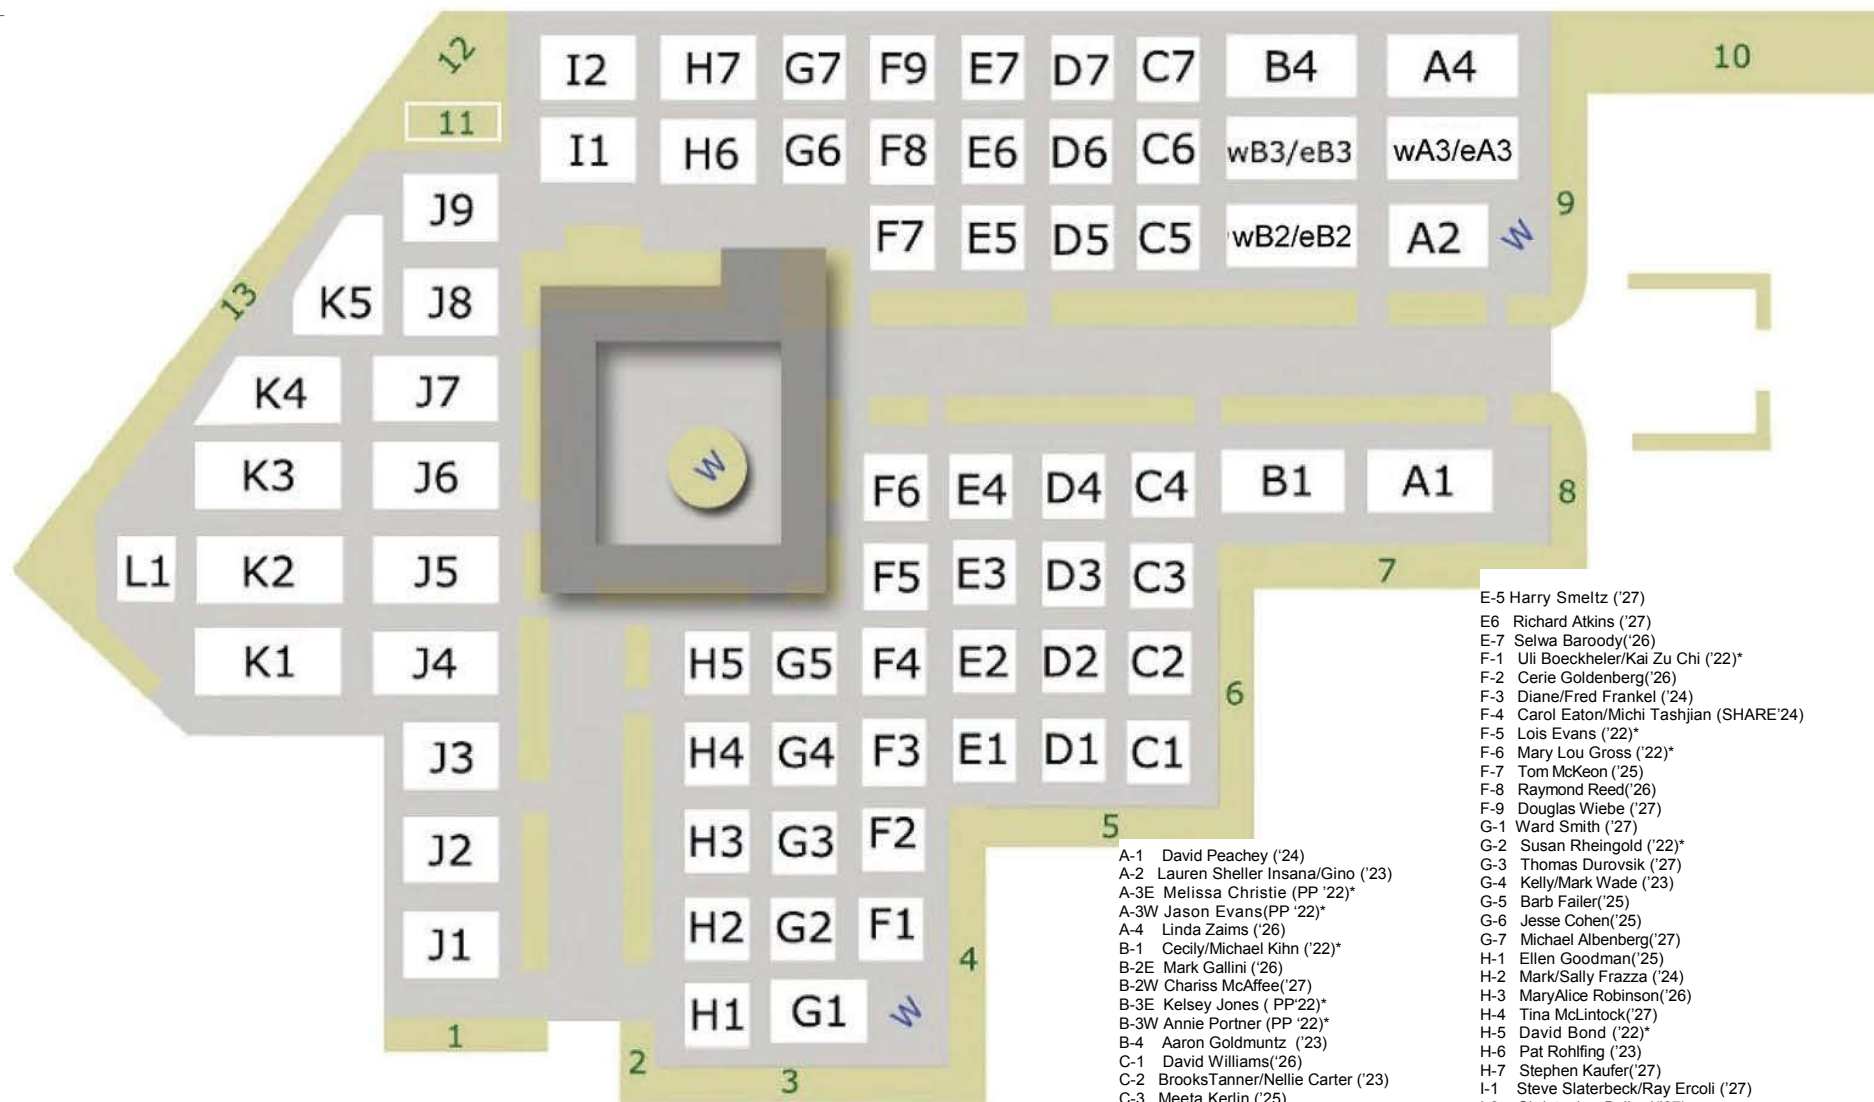 12 I2 H7 G7 F9 E7 D7 C7 B4 A4 10
11 I1 H6 G6 F8 E6 D6 C6 wB3/eB3 wA3/eA3
J9 F7 E5 D5 C5 wB2/eB2 A2 W 9
13 K5 J8
K4 J7
K3 J6 W F6 E4 D4 C4 B1 A1 8
L1 K2 J5 F5 E3 D3 C3 7
K1 J4 H5 G5 F4 E2 D2 C2 6
J3 H4 G4 F3 E1 D1 C1
J2 H3 G3 F2 5
J1 H2 G2 F1 4
H1 G1 W
1 2 3
A-1 David Peachey (‘24)
A-2 Lauren Sheller Insana/Gino (’23)
A-3E Melissa Christie (PP ’22)*
A-3W Jason Evans(PP ‘22)*
A-4 Linda Zaims (‘26)
B-1 Cecily/Michael Kihn (’22)*
B-2E Mark Gallini (‘26)
B-2W Chariss McAffee(’27)
B-3E Kelsey Jones ( PP‘22)*
B-3W Annie Portner (PP ’22)*
B-4 Aaron Goldmuntz (‘23)
C-1 David Williams(‘26)
C-2 BrooksTanner/Nellie Carter (’23)
C-3 Meeta Kerlin (’25)
E-5 Harry Smeltz (’27)
E6 Richard Atkins (’27)
E-7 Selwa Baroody(‘26)
F-1 Uli Boeckheler/Kai Zu Chi (’22)*
F-2 Cerie Goldenberg(’26)
F-3 Diane/Fred Frankel (’24)
F-4 Carol Eaton/Michi Tashjian (SHARE’24)
F-5 Lois Evans (’22)*
F-6 Mary Lou Gross (’22)*
F-7 Tom McKeon (’25)
F-8 Raymond Reed(’26)
F-9 Douglas Wiebe (’27)
G-1 Ward Smith (’27)
G-2 Susan Rheingold (’22)*
G-3 Thomas Durovsik (’27)
G-4 Kelly/Mark Wade (’23)
G-5 Barb Failer(’25)
G-6 Jesse Cohen(’25)
G-7 Michael Albenberg(’27)
H-1 Ellen Goodman(’25)
H-2 Mark/Sally Frazza (’24)
H-3 MaryAlice Robinson(’26)
H-4 Tina McLintock(’27)
H-5 David Bond (’22)*
H-6 Pat Rohlfing (’23)
H-7 Stephen Kaufer(’27)
I-1 Steve Slaterbeck/Ray Ercoli (’27)